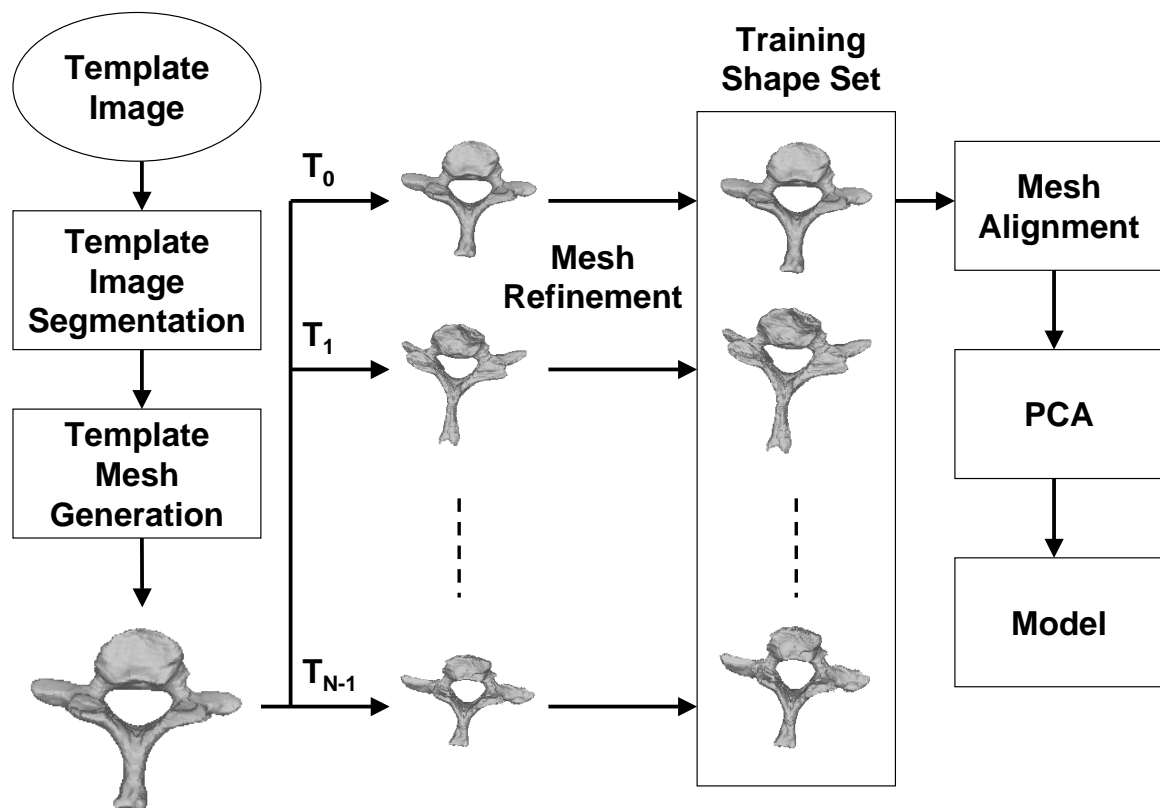 Template
Image
Template
Image
Segmentation
Template
Mesh
Generation
T0
T1
TN-1
Mesh
Refinement
Training
Shape Set
Mesh
Alignment
PCA
Model